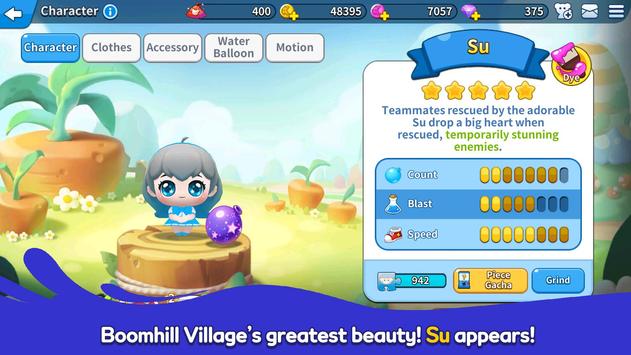 Character
400
48395
7057
375
Character
Clothes
Accessory
Water
Balloon
Motion
Su
Dye
Teammates rescued by the adorable
Su drop a big heart when
rescued, temporarily stunning
enemies.
Count
Blast
Speed
942
Piece
Gacha
Grind
Boomhill Village's greatest beauty! Su appears!